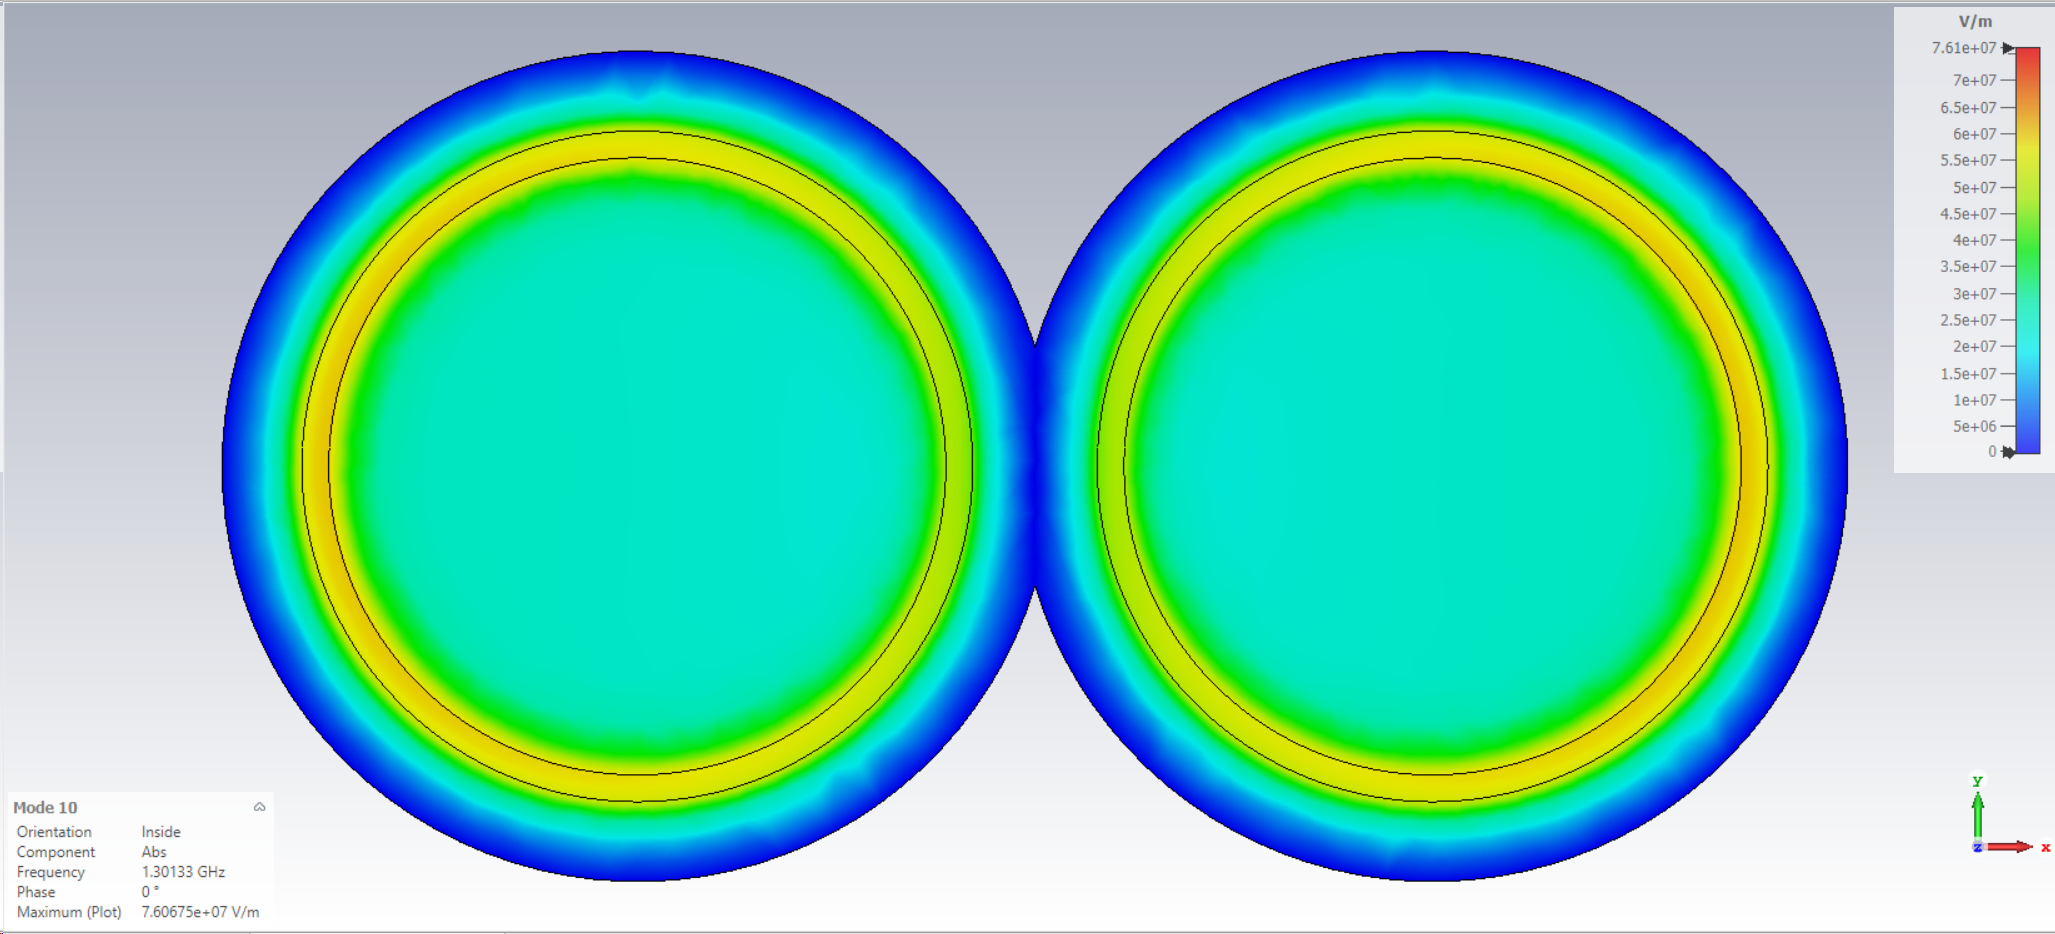 V/m
7.61e+07
7e+07
6.5e+07
6e+07
5.5e+07
5e+07
4.5e+07
4e+07
3.5e+07
3e+07
2.5e+07
2e+07
1.5e+07
1e+07
5e+06
0
Mode 10
Orientation Inside
Component Abs
Frequency 1.30133 GHz
Phase 0 °
Maximum (Plot) 7.60675e+07 V/m
Y
z x